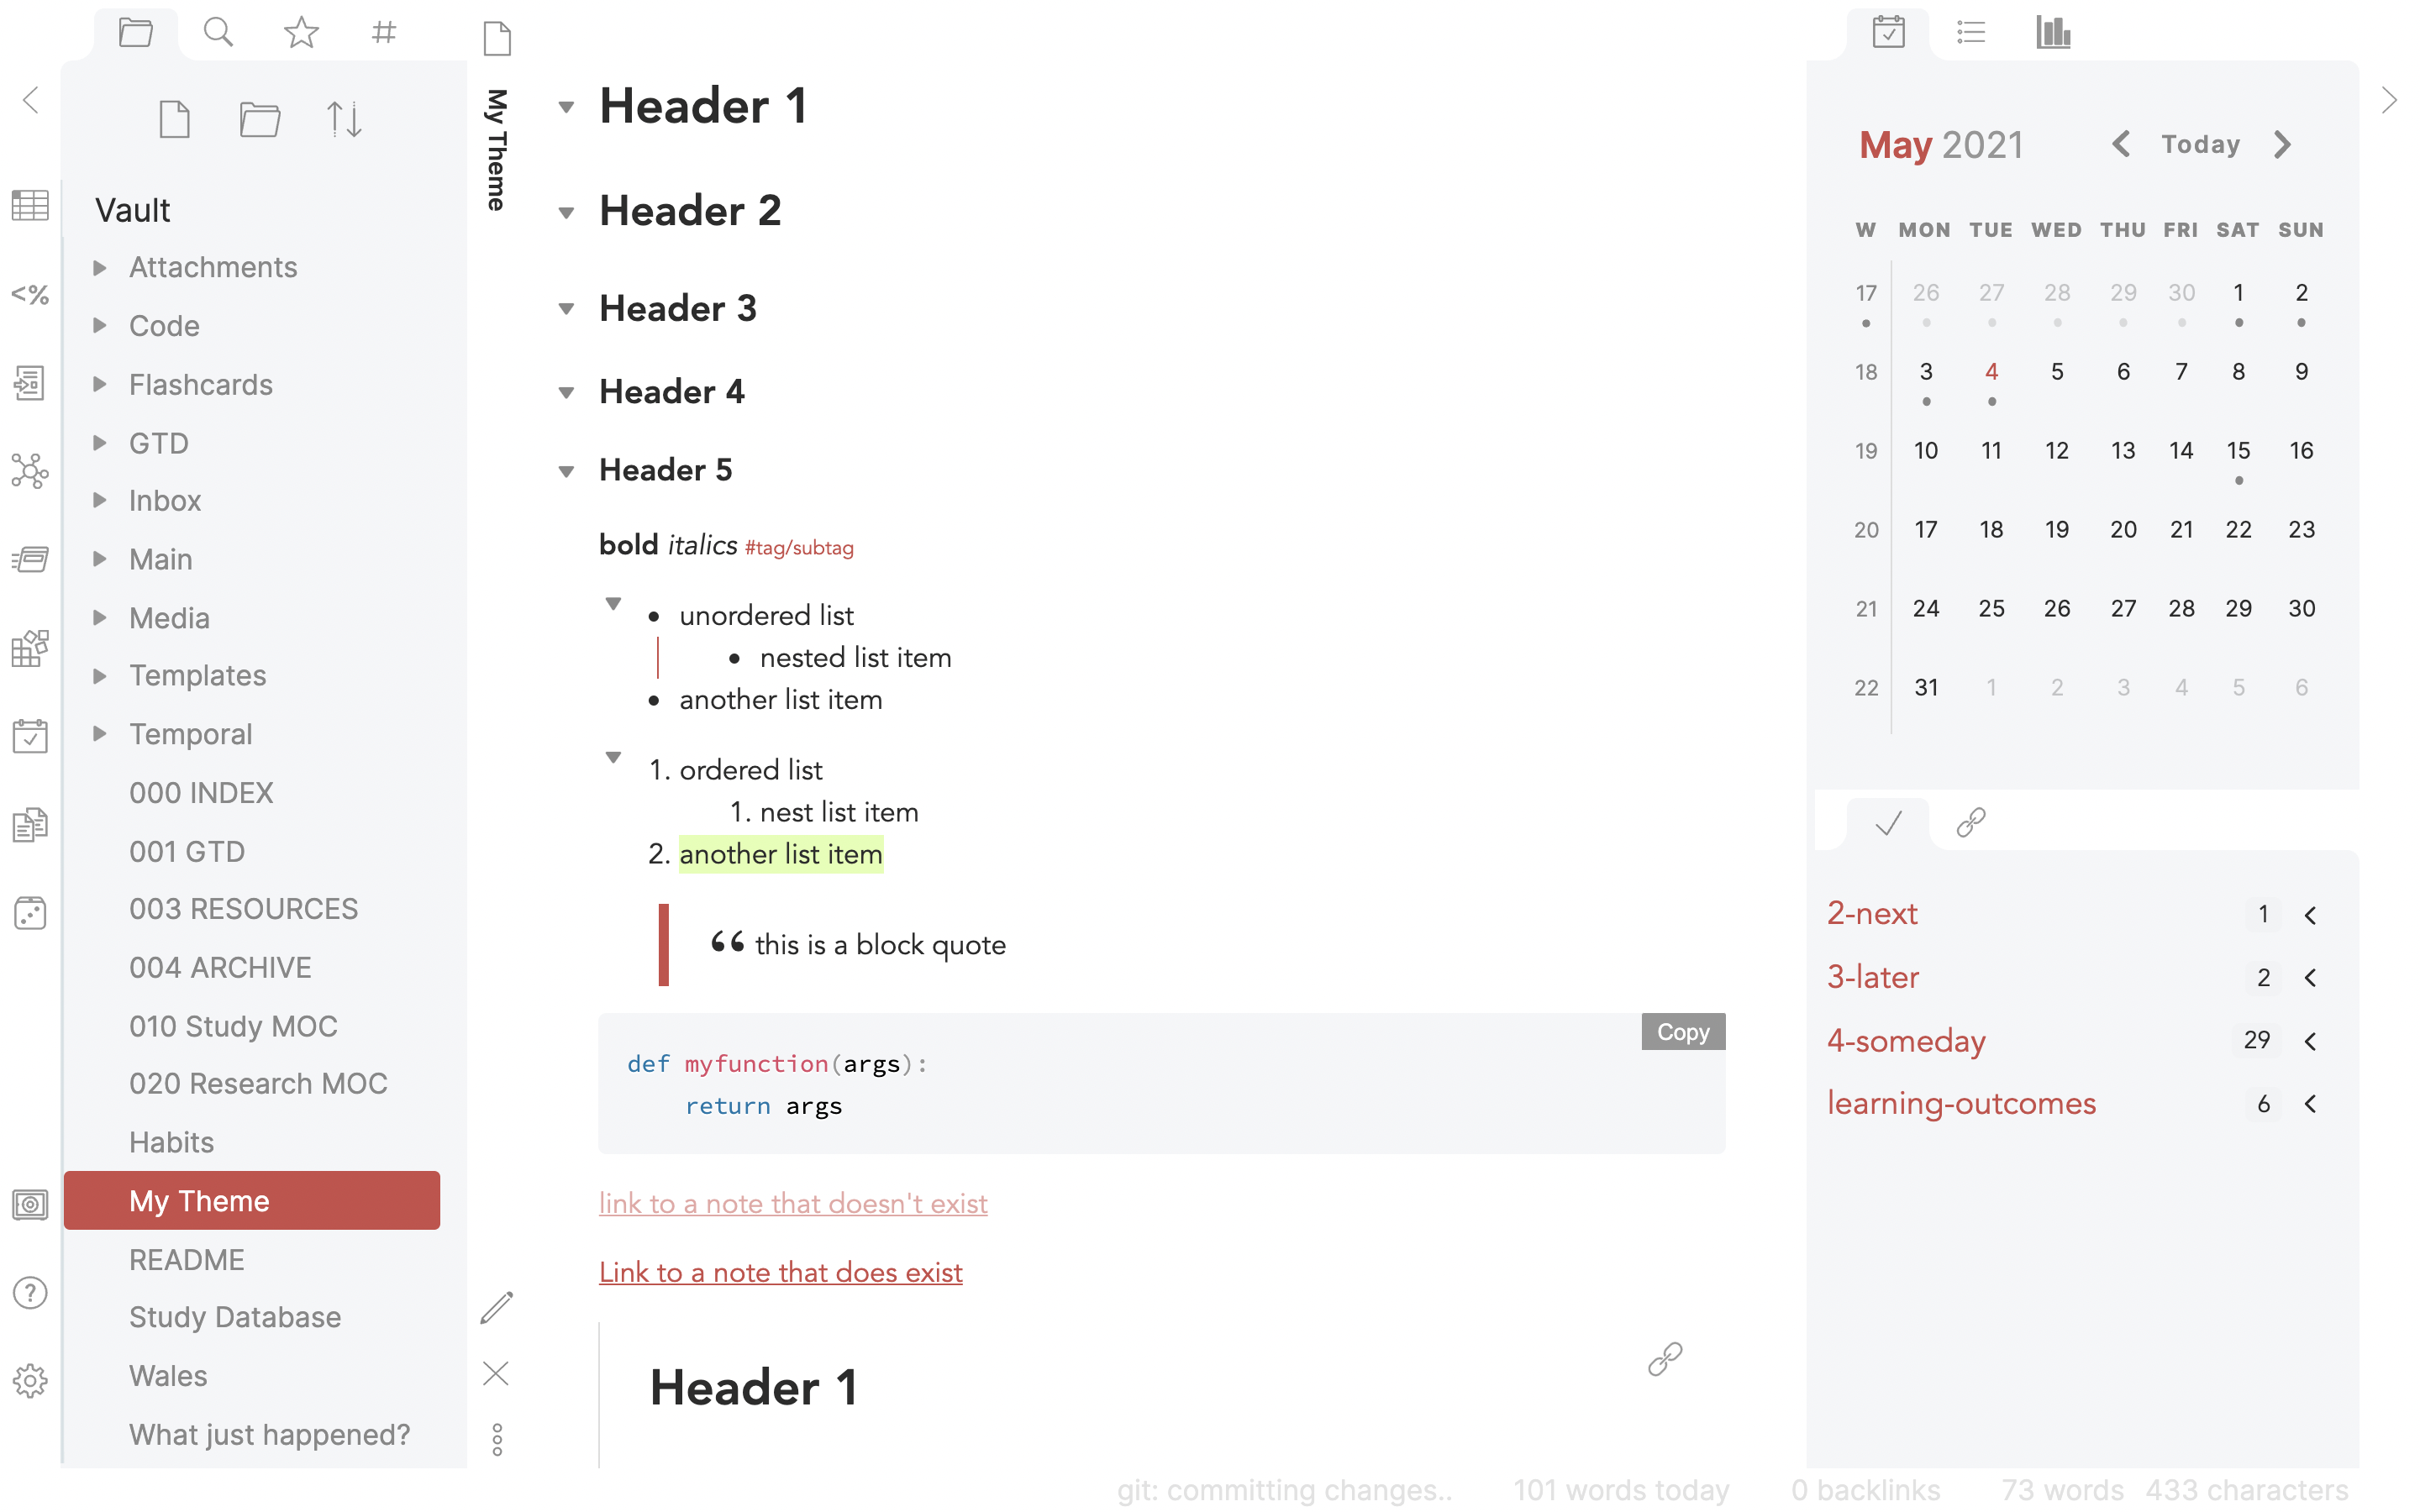 Vault
Attachments
Code
Flashcards
GTD
Inbox
Main
Media
Templates
Temporal
000 INDEX
001 GTD
003 RESOURCES
004 ARCHIVE
010 Study MOC
020 Research MOC
Habits
My Theme
README
Study Database
Wales
What just happened?
My Theme
Header 1
Header 2
Header 3
Header 4
Header 5
bold italics #tag/subtag
• unordered list
• nested list item
• another list item
1. ordered list
1. nest list item
2. another list item
“ this is a block quote
Copy
def myfunction(args):
    return args
link to a note that doesn't exist
Link to a note that does exist
Header 1
May 2021 Today
W MON TUE WED THU FRI SAT SUN
17 26 27 28 29 30 1 2
18 3 4 5 6 7 8 9
19 10 11 12 13 14 15 16
20 17 18 19 20 21 22 23
21 24 25 26 27 28 29 30
22 31 1 2 3 4 5 6
2-next 1
3-later 2
4-someday 29
learning-outcomes 6
git: committing changes.. 101 words today 0 backlinks 73 words 433 characters